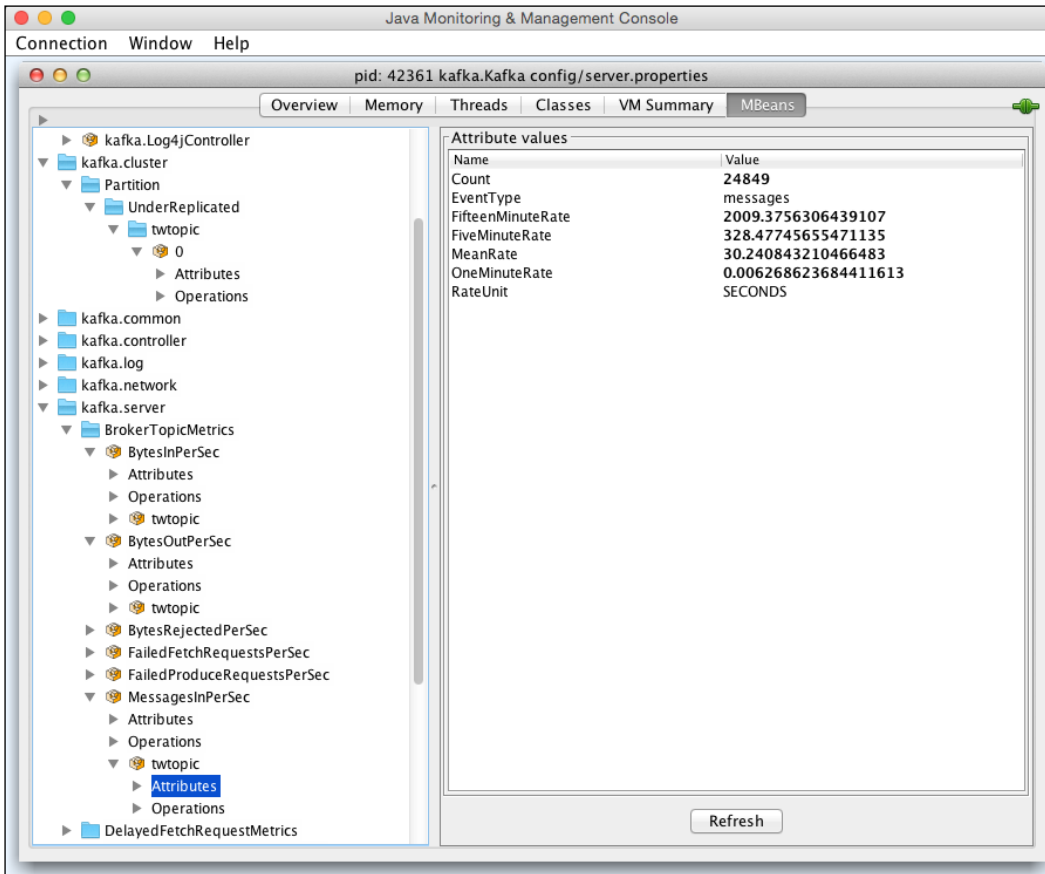 Java Monitoring & Management Console
Connection Window Help
pid: 42361 kafka.Kafka config/server.properties
Overview Memory Threads Classes VM Summary MBeans
kafka.Log4jController
kafka.cluster
Partition
UnderReplicated
twtopic
0
Attributes
Operations
kafka.common
kafka.controller
kafka.log
kafka.network
kafka.server
BrokerTopicMetrics
BytesInPerSec
Attributes
Operations
twtopic
BytesOutPerSec
Attributes
Operations
twtopic
BytesRejectedPerSec
FailedFetchRequestsPerSec
FailedProduceRequestsPerSec
MessagesInPerSec
Attributes
Operations
twtopic
Attributes
Operations
DelayedFetchRequestMetrics
Attribute values
Name Value
Count 24849
EventType messages
FifteenMinuteRate 2009.3756306439107
FiveMinuteRate 328.47745655471135
MeanRate 30.240843210466483
OneMinuteRate 0.006268623684411613
RateUnit SECONDS
Refresh